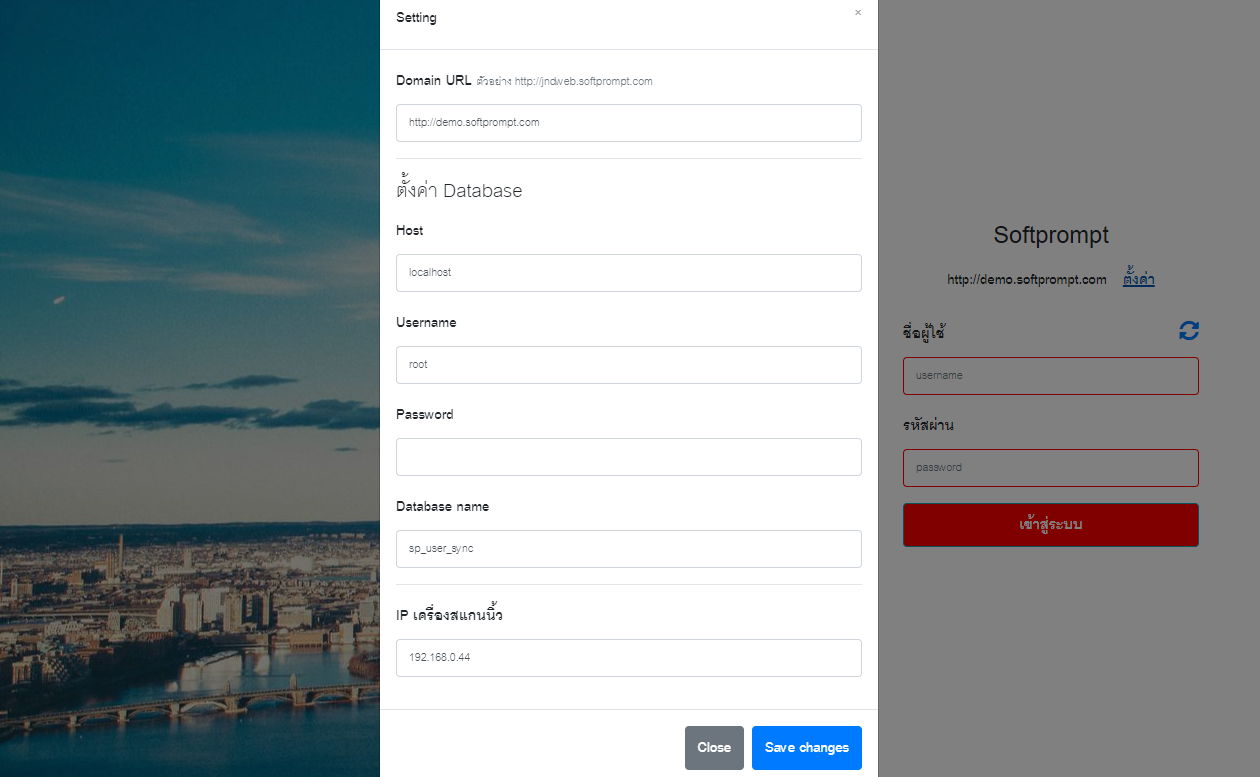 Setting
×
Domain URL ตัวอย่าง http://jndweb.softprompt.com
http://demo.softprompt.com
ตั้งค่า Database
Host
localhost
Username
root
Password
Database name
sp_user_sync
IP เครื่องสแกนนิ้ว
192.168.0.44
Close
Save changes
Softprompt
http://demo.softprompt.com ตั้งค่า
ชื่อผู้ใช้
username
รหัสผ่าน
password
เข้าสู่ระบบ